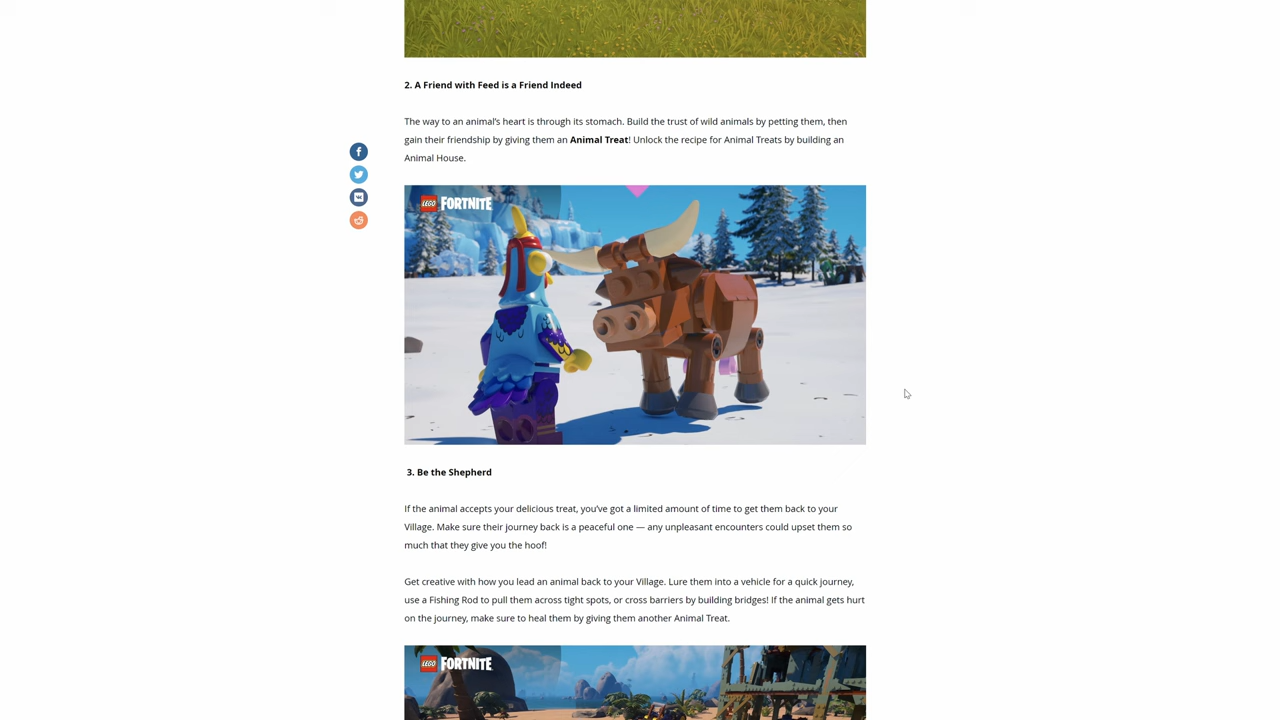 2. A Friend with Feed is a Friend Indeed
The way to an animal's heart is through its stomach. Build the trust of wild animals by petting them, then
gain their friendship by giving them an Animal Treat! Unlock the recipe for Animal Treats by building an
Animal House.
LEGO FORTNITE
3. Be the Shepherd
If the animal accepts your delicious treat, you've got a limited amount of time to get them back to your
Village. Make sure their journey back is a peaceful one — any unpleasant encounters could upset them so
much that they give you the hoof!
Get creative with how you lead an animal back to your Village. Lure them into a vehicle for a quick journey,
use a Fishing Rod to pull them across tight spots, or cross barriers by building bridges! If the animal gets hurt
on the journey, make sure to heal them by giving them another Animal Treat.
LEGO FORTNITE